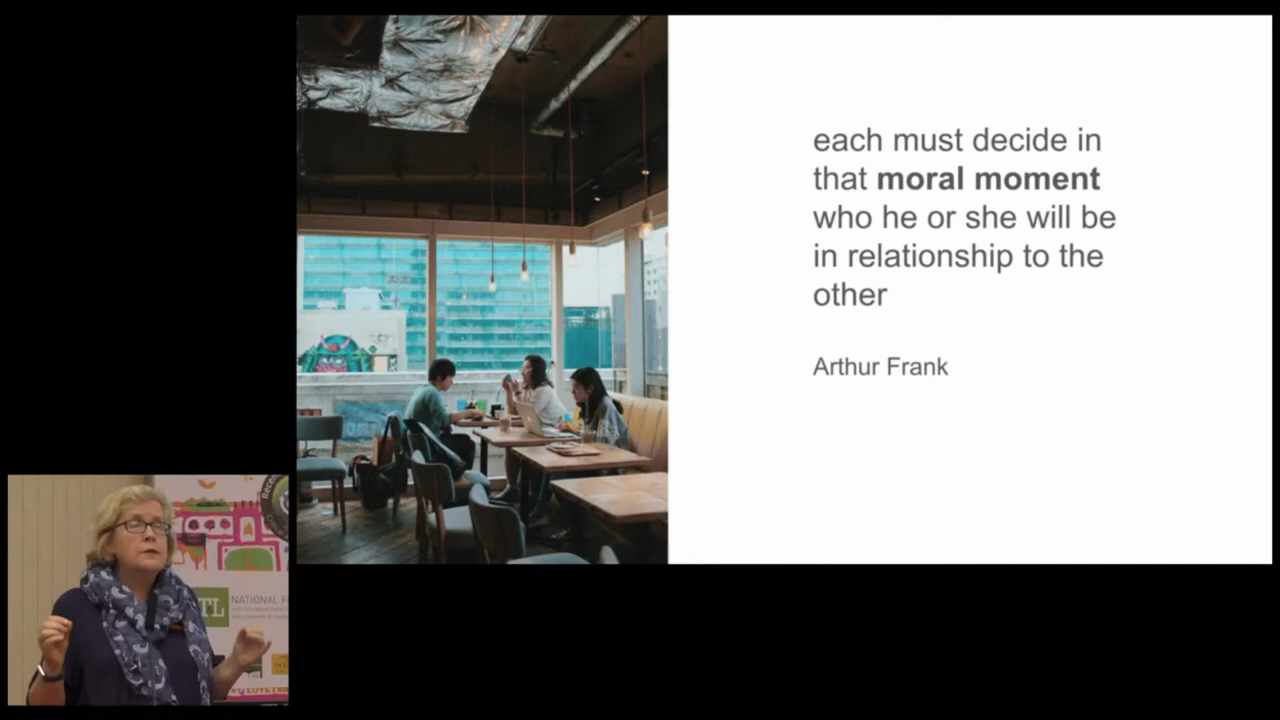 each must decide in
that moral moment
who he or she will be
in relationship to the
other
Arthur Frank
TL
NATIONAL